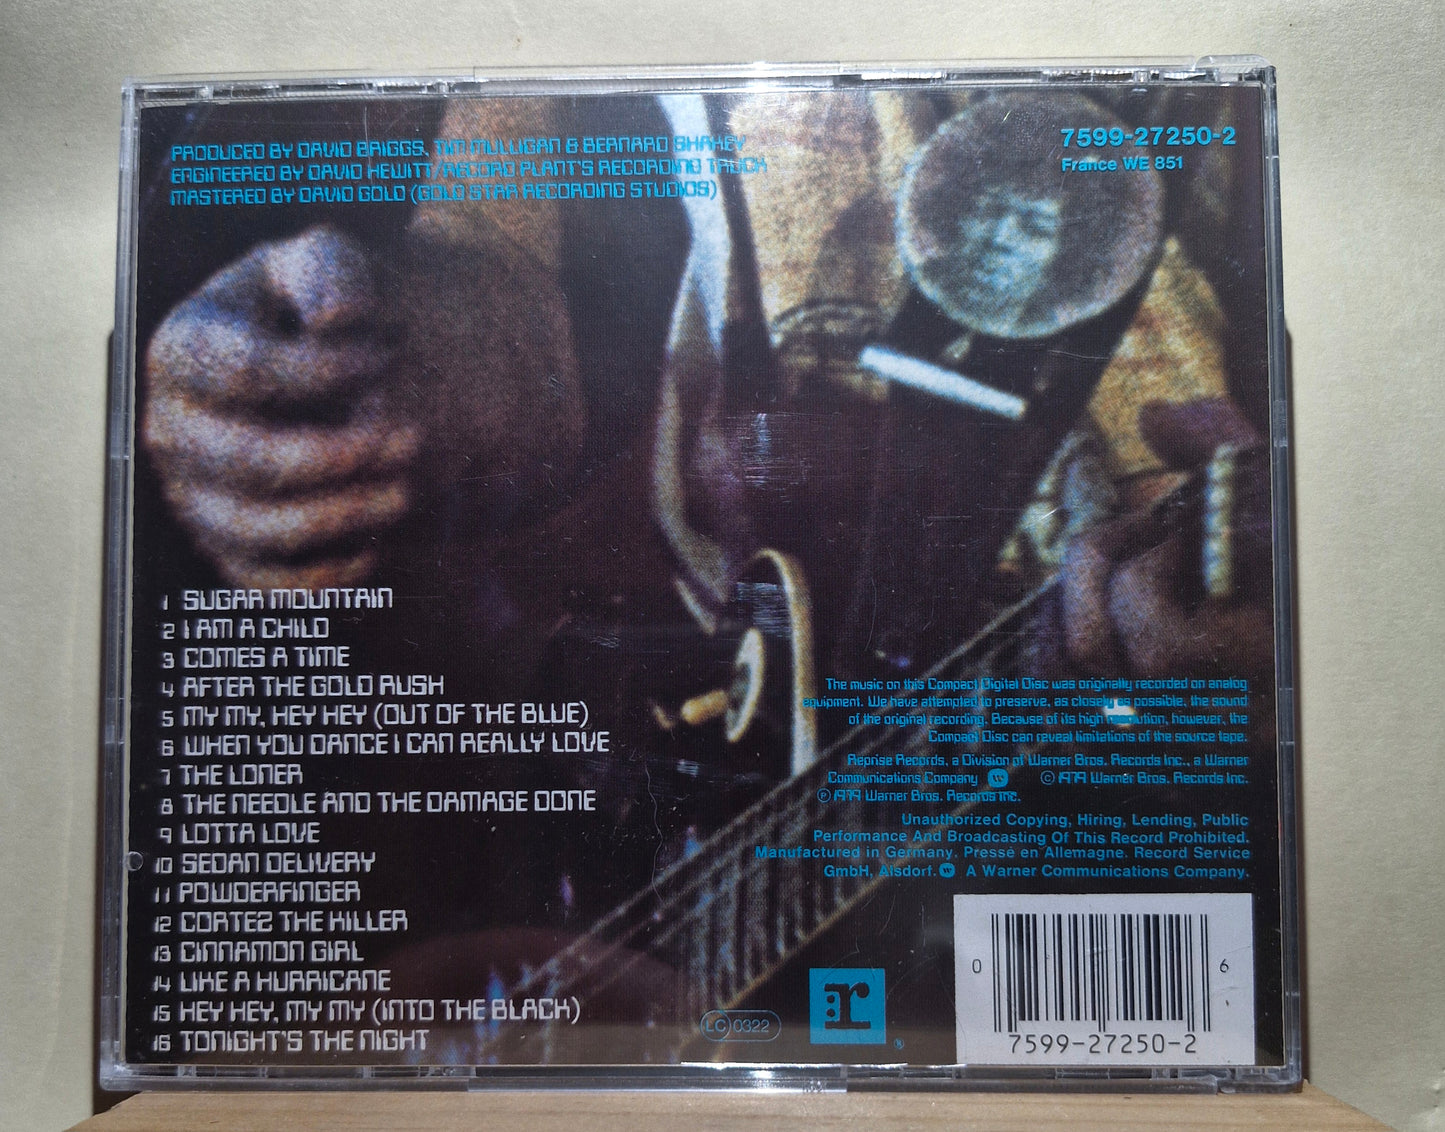 PRODUCED BY DAVID BRIGGS, TIM MULLIGAN & BERNARD SHAKEY
ENGINEERED BY DAVID HEWITT/RECORD PLANT'S RECORDING TRUCK
MASTERED BY DAVID GOLD (GOLD STAR RECORDING STUDIOS)
7599-27250-2
France WE 851
1 SUGAR MOUNTAIN
2 I AM A CHILD
3 COMES A TIME
4 AFTER THE GOLD RUSH
5 MY MY, HEY HEY (OUT OF THE BLUE)
6 WHEN YOU DANCE I CAN REALLY LOVE
7 THE LONER
8 THE NEEDLE AND THE DAMAGE DONE
9 LOTTA LOVE
10 SEDAN DELIVERY
11 POWDERFINGER
12 CORTEZ THE KILLER
13 CINNAMON GIRL
14 LIKE A HURRICANE
15 HEY HEY, MY MY (INTO THE BLACK)
16 TONIGHT'S THE NIGHT
The music on this Compact Digital Disc was originally recorded on analog
equipment. We have attempted to preserve, as closely as possible, the sound
of the original recording. Because of its high resolution, however, the
Compact Disc can reveal limitations of the source tape.
Reprise Records, a Division of Warner Bros. Records Inc., a Warner
Communications Company © 1979 Warner Bros. Records Inc.
℗ 1979 Warner Bros. Records Inc.
Unauthorized Copying, Hiring, Lending, Public
Performance And Broadcasting Of This Record Prohibited.
Manufactured in Germany. Pressé en Allemagne. Record Service
GmbH, Alsdorf. A Warner Communications Company.
LC 0322
:r
®
0 6
7599-27250-2